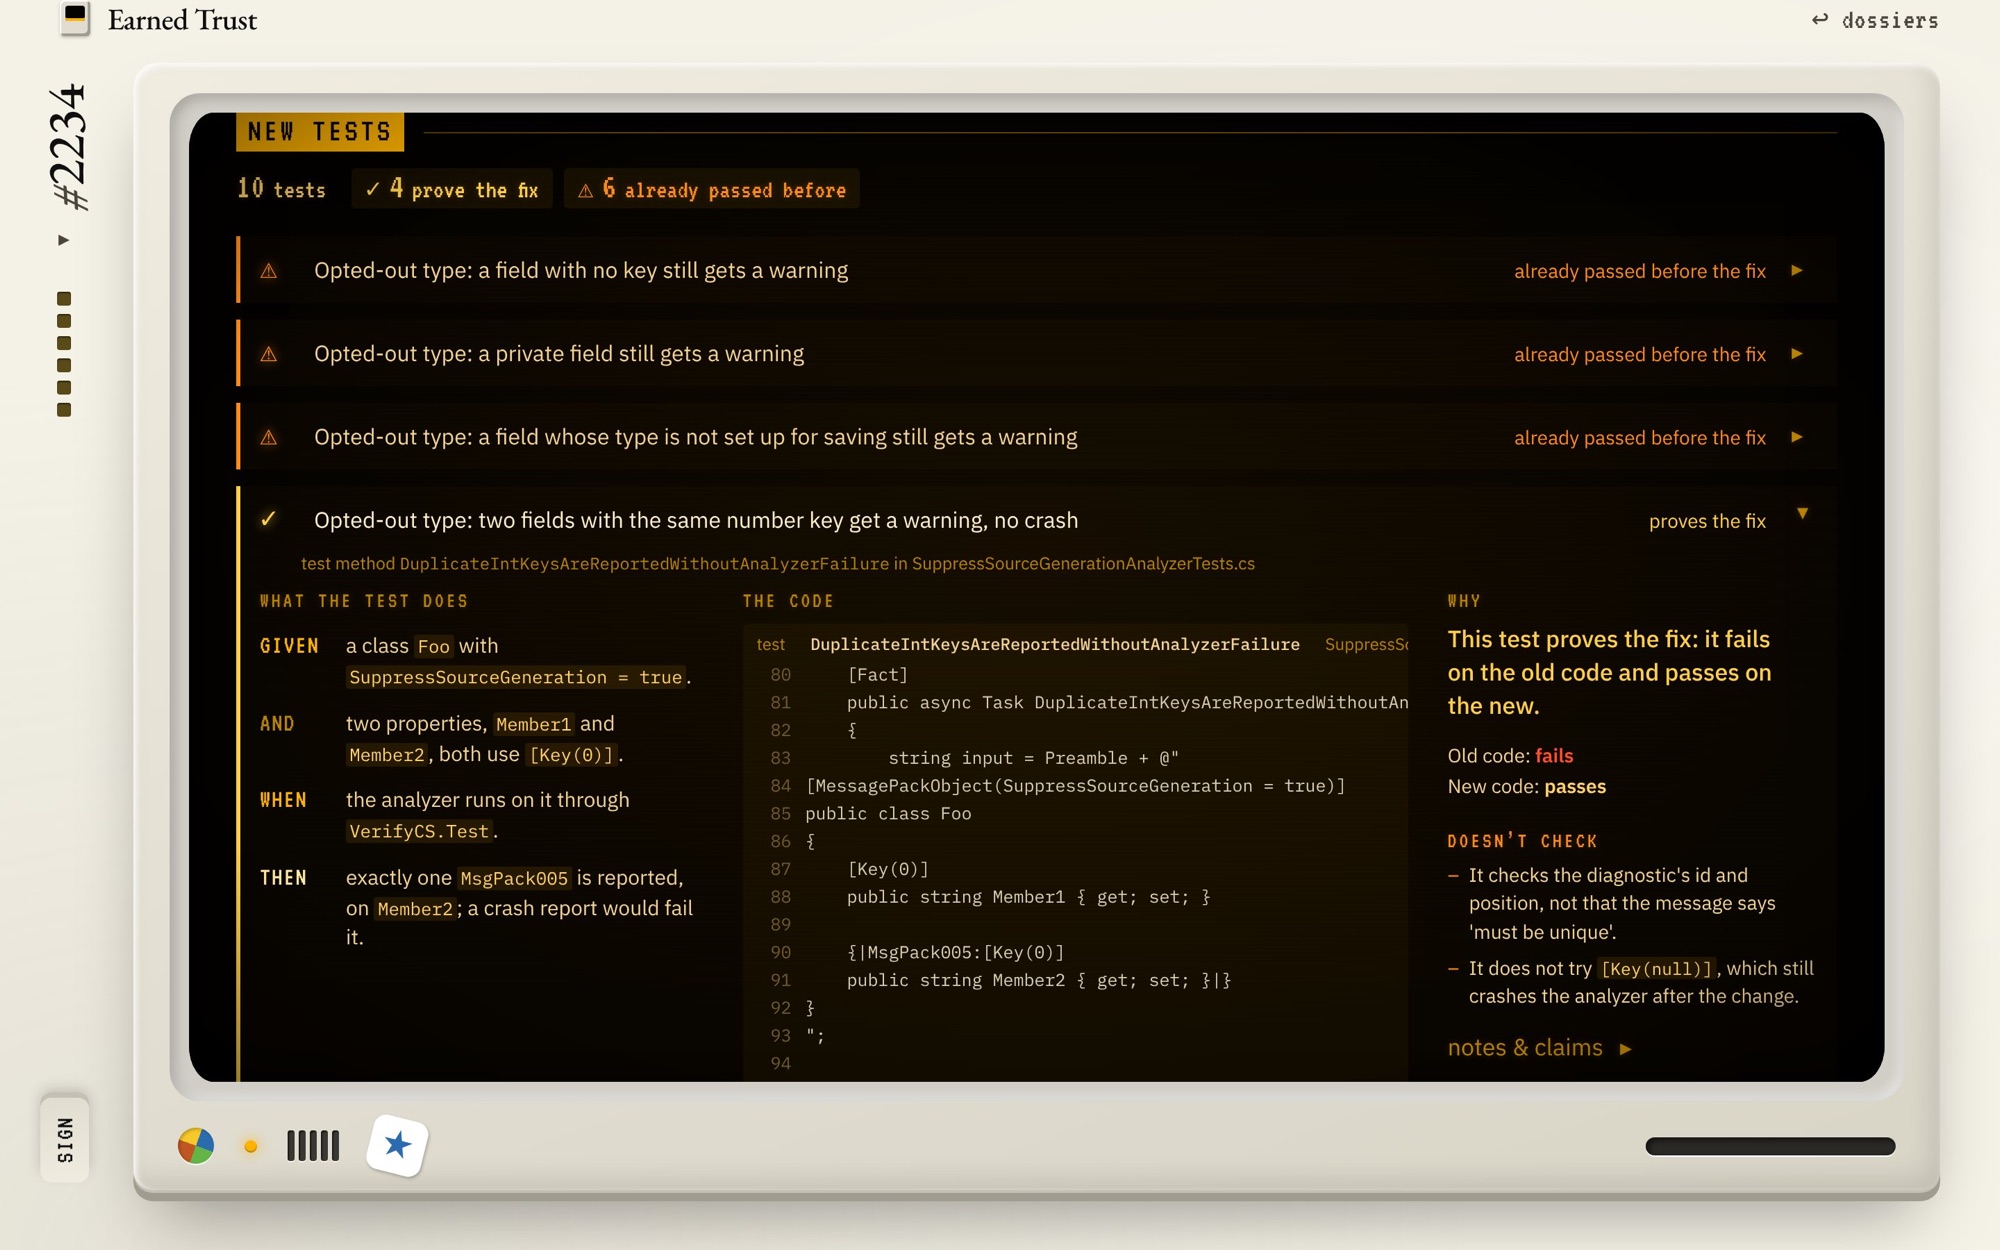 Earned Trust
↩ dossiers
#2234
NEW TESTS
10 tests ✓ 4 prove the fix ⚠ 6 already passed before
⚠ Opted-out type: a field with no key still gets a warning already passed before the fix ▶
⚠ Opted-out type: a private field still gets a warning already passed before the fix ▶
⚠ Opted-out type: a field whose type is not set up for saving still gets a warning already passed before the fix ▶
✓ Opted-out type: two fields with the same number key get a warning, no crash proves the fix ▼
test method DuplicateIntKeysAreReportedWithoutAnalyzerFailure in SuppressSourceGenerationAnalyzerTests.cs
WHAT THE TEST DOES
GIVEN a class Foo with
SuppressSourceGeneration = true.
AND two properties, Member1 and
Member2, both use [Key(0)].
WHEN the analyzer runs on it through
VerifyCS.Test.
THEN exactly one MsgPack005 is reported,
on Member2; a crash report would fail
it.
THE CODE
test DuplicateIntKeysAreReportedWithoutAnalyzerFailure SuppressSc
80 [Fact]
81 public async Task DuplicateIntKeysAreReportedWithoutAn
82 {
83 string input = Preamble + @"
84 [MessagePackObject(SuppressSourceGeneration = true)]
85 public class Foo
86 {
87 [Key(0)]
88 public string Member1 { get; set; }
89
90 {|MsgPack005:[Key(0)]
91 public string Member2 { get; set; }|}
92 }
93 ";
94
WHY
This test proves the fix: it fails
on the old code and passes on
the new.
Old code: fails
New code: passes
DOESN'T CHECK
– It checks the diagnostic's id and
position, not that the message says
'must be unique'.
– It does not try [Key(null)], which still
crashes the analyzer after the change.
notes & claims ▶
SIGN